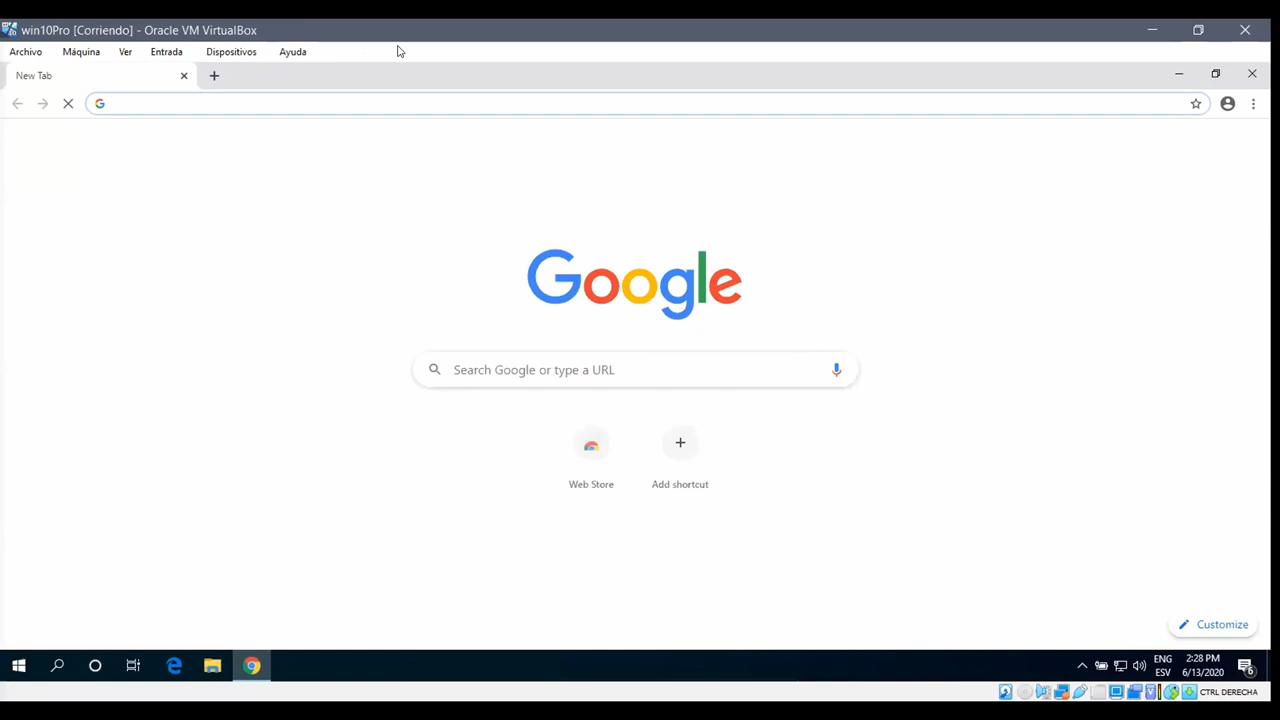 win10Pro [Corriendo] - Oracle VM VirtualBox
Archivo Máquina Ver Entrada Dispositivos Ayuda
New Tab
Google
Search Google or type a URL
Web Store Add shortcut
Customize
ENG 2:28 PM
ESV 6/13/2020 6
CTRL DERECHA